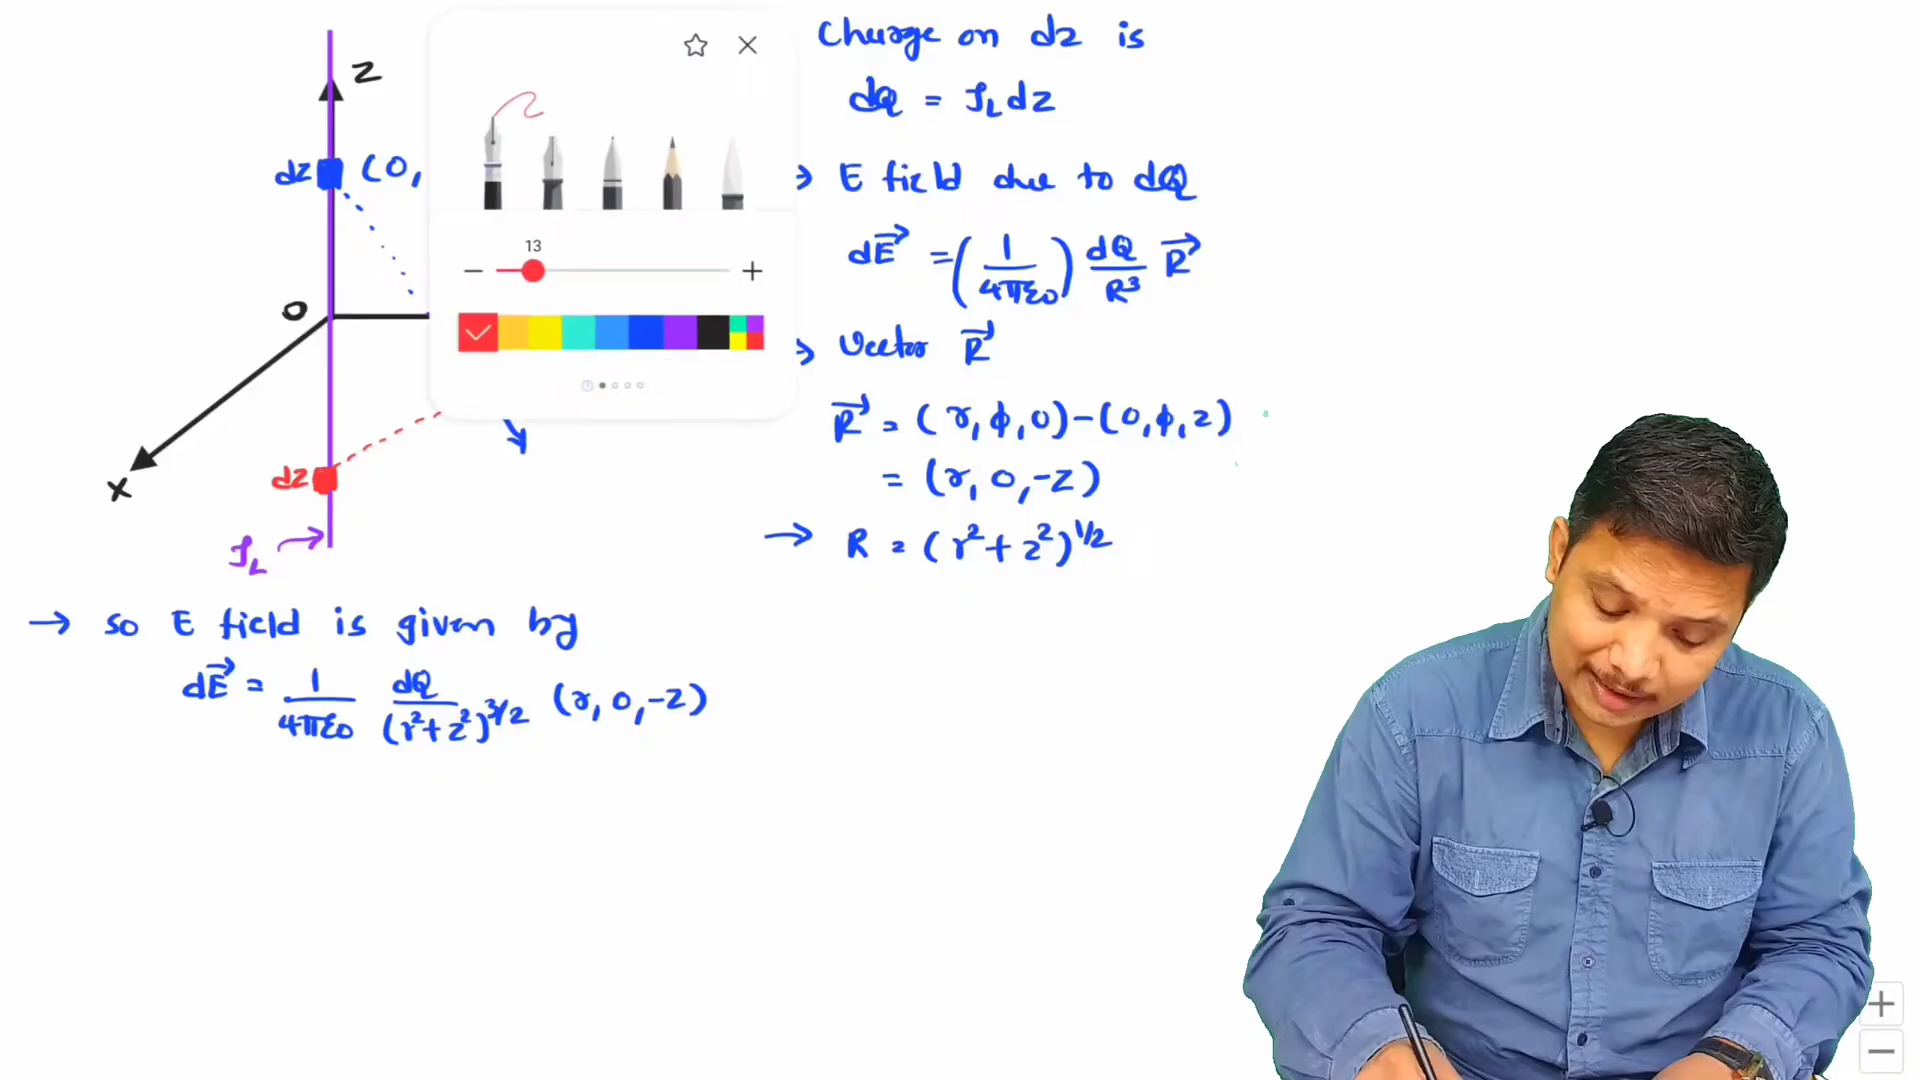 Charge on dz is
dQ = ρL dz
z
dz (0,
→ E field due to dQ
dE⃗ = (1/4πε0) dQ/R³ R⃗
13
0
→ Vector R⃗
R⃗ = (r, φ, 0) - (0, φ, z)
= (r, 0, -z)
→ R = (r² + z²)^1/2
x
dz
ρL →
→ so E field is given by
dE⃗ = 1/4πε0 dQ/(r² + z²)^3/2 (r, 0, -z)